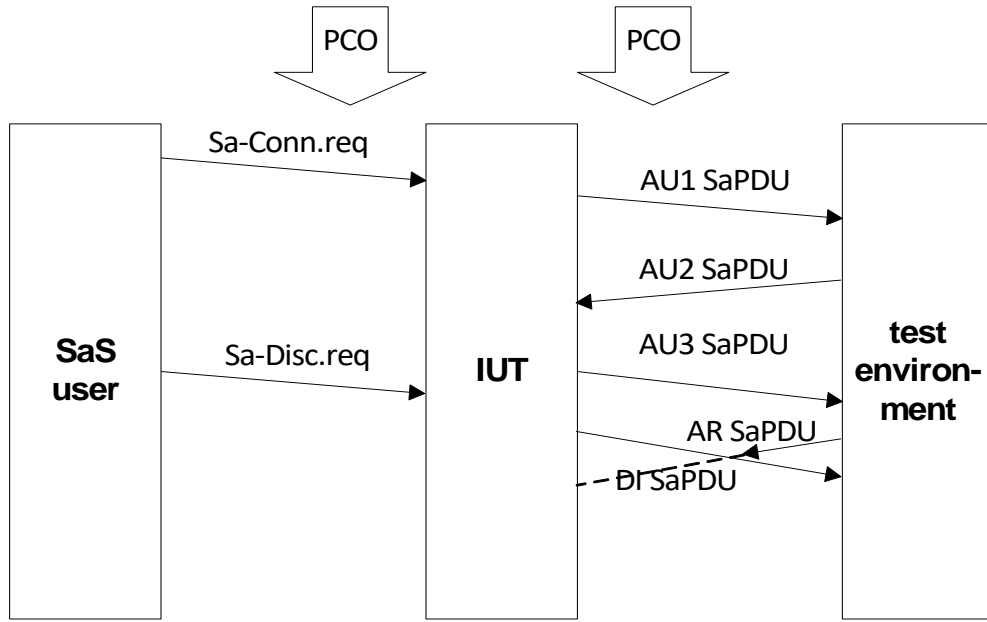 PCO
PCO
Sa-Conn.req
AU1 SaPDU
AU2 SaPDU
SaS
user
Sa-Disc.req
IUT
AU3 SaPDU
test
environ-
ment
AR SaPDU
DI SaPDU